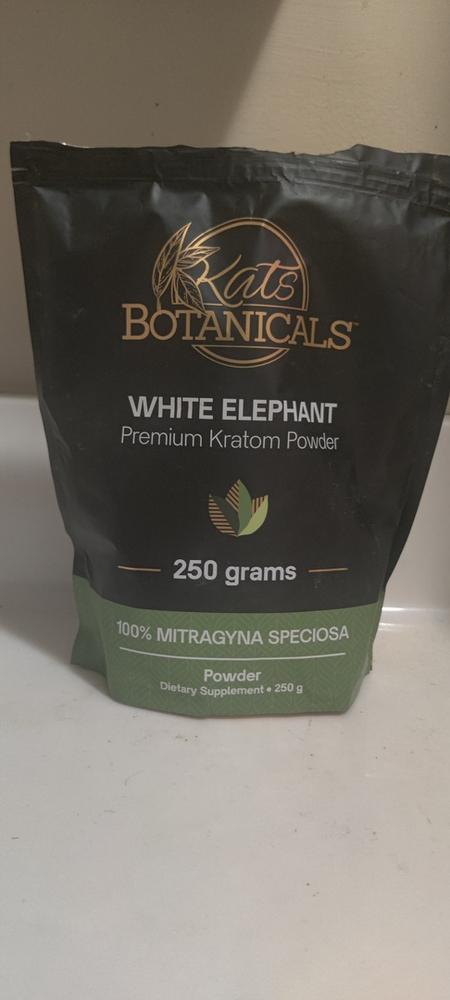 Kats
BOTANICALS™
WHITE ELEPHANT
Premium Kratom Powder
250 grams
100% MITRAGYNA SPECIOSA
Powder
Dietary Supplement • 250 g